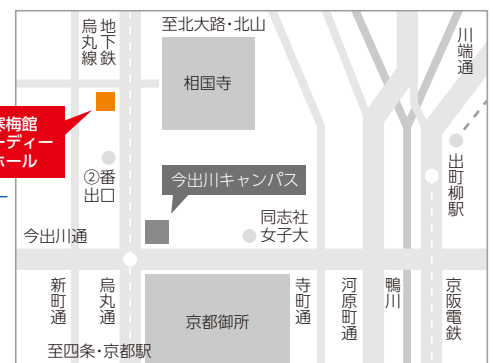 地下鉄
烏丸線
至北大路・北山
川端通
相国寺
梅館
ーディー
ホール
②番
出口
今出川キャンパス
出町柳駅
同志社
女子大
今出川通
新町通
烏丸通
京都御所
寺町通
河原町通
鴨川
京阪電鉄
至四条・京都駅